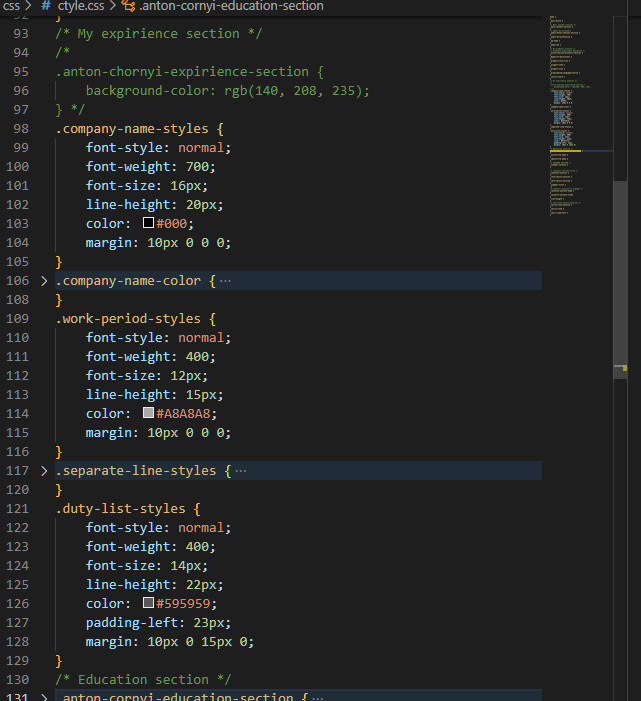 css > # ctyle.css > .anton-cornyi-education-section
92 }
93 /* My expirience section */
94 /*
95 .anton-chornyi-expirience-section {
96 background-color: rgb(140, 208, 235);
97 } */
98 .company-name-styles {
99 font-style: normal;
100 font-weight: 700;
101 font-size: 16px;
102 line-height: 20px;
103 color: #000;
104 margin: 10px 0 0 0;
105 }
106 > .company-name-color { ···
108 }
109 .work-period-styles {
110 font-style: normal;
111 font-weight: 400;
112 font-size: 12px;
113 line-height: 15px;
114 color: #A8A8A8;
115 margin: 10px 0 0 0;
116 }
117 > .separate-line-styles { ···
120 }
121 .duty-list-styles {
122 font-style: normal;
123 font-weight: 400;
124 font-size: 14px;
125 line-height: 22px;
126 color: #595959;
127 padding-left: 23px;
128 margin: 10px 0 15px 0;
129 }
130 /* Education section */
131 > .anton-cornyi-education-section { ···